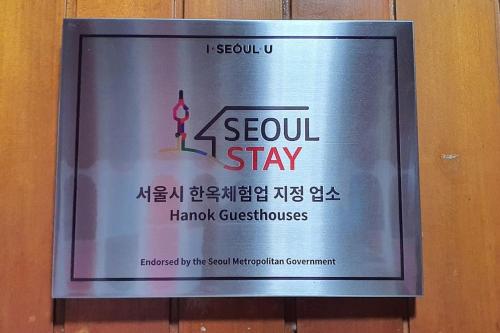 I·SEOUL·U
SEOUL
STAY
서울시 한옥체험업 지정 업소
Hanok Guesthouses
Endorsed by the Seoul Metropolitan Government